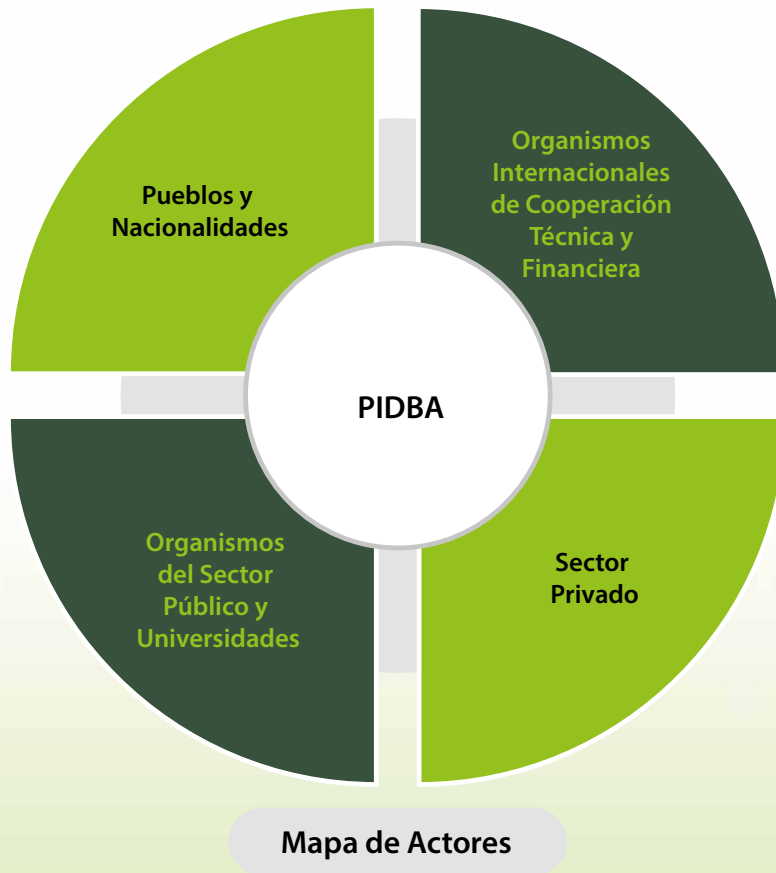 Pueblos y
Nacionalidades
Organismos
Internacionales
de Cooperación
Técnica y
Financiera
PIDBA
Organismos
del Sector
Público y
Universidades
Sector
Privado
Mapa de Actores